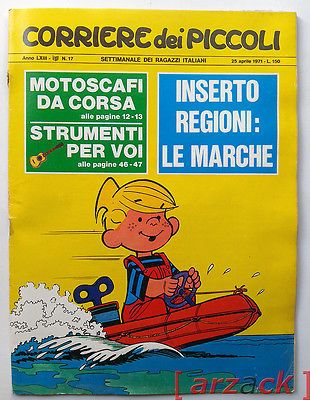 CORRIERE dei PICCOLI
Anno LXIII - N. 17
SETTIMANALE DEI RAGAZZI ITALIANI
25 aprile 1971 - L. 150
MOTOSCAFI
DA CORSA
alle pagine 12-13
STRUMENTI
PER VOI
alle pagine 46-47
INSERTO
REGIONI:
LE MARCHE
[arzack]